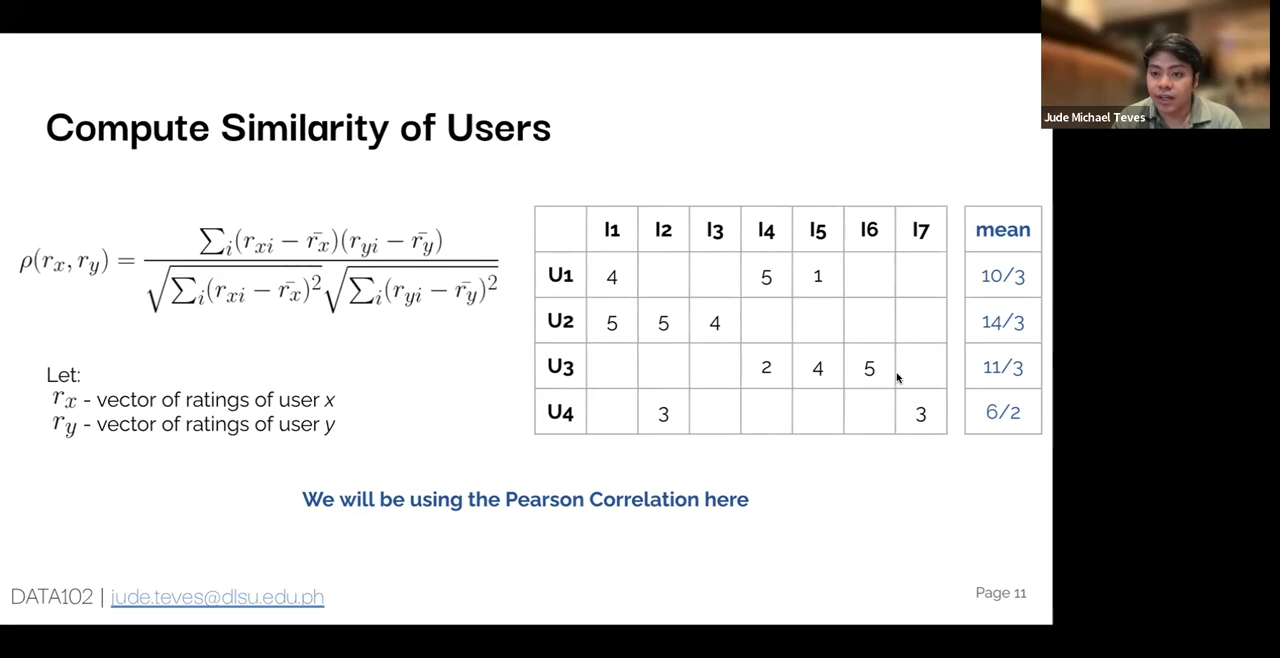 Jude Michael Teves
Compute Similarity of Users
ρ(r_x, r_y) = ∑_i(r_xi − r̄_x)(r_yi − r̄_y) / √∑_i(r_xi − r̄_x)² √∑_i(r_yi − r̄_y)²
Let:
r_x - vector of ratings of user x
r_y - vector of ratings of user y
I1 I2 I3 I4 I5 I6 I7 mean
U1 4 5 1 10/3
U2 5 5 4 14/3
U3 2 4 5 11/3
U4 3 3 6/2
We will be using the Pearson Correlation here
DATA102 | jude.teves@dlsu.edu.ph
Page 11